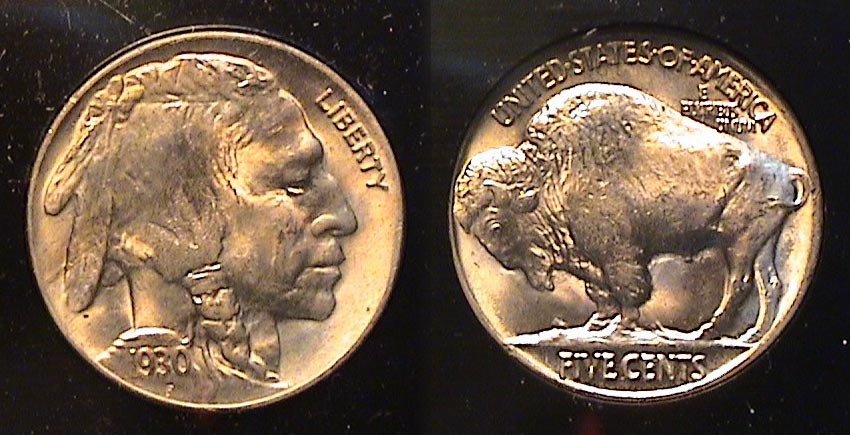 LIBERTY
1930
F
UNITED·STATES·OF·AMERICA
E
PLURIBUS
UNUM
FIVE CENTS